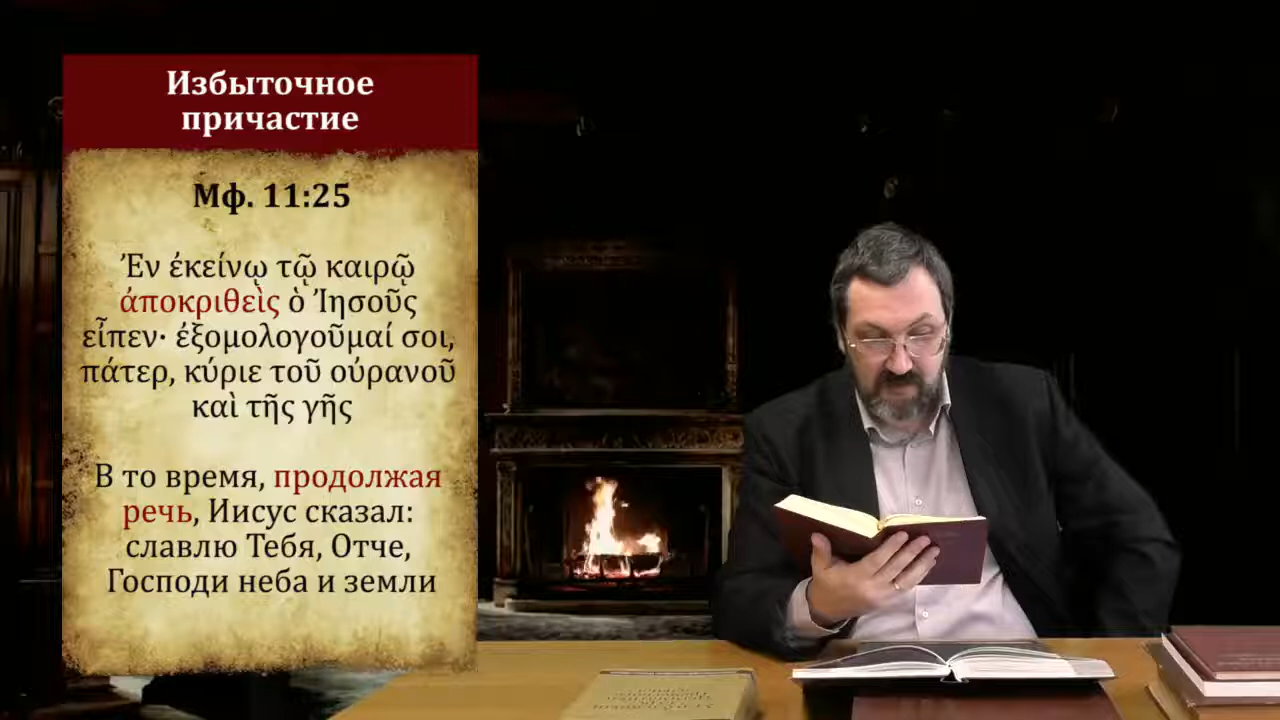 Избыточное
причастие
Мф. 11:25
Ἐν ἐκείνῳ τῷ καιρῷ
ἀποκριθεὶς ὁ Ἰησοῦς
εἶπεν· ἐξομολογοῦμαί σοι,
πάτερ, κύριε τοῦ οὐρανοῦ
καὶ τῆς γῆς
В то время, продолжая
речь, Иисус сказал:
славлю Тебя, Отче,
Господи неба и земли